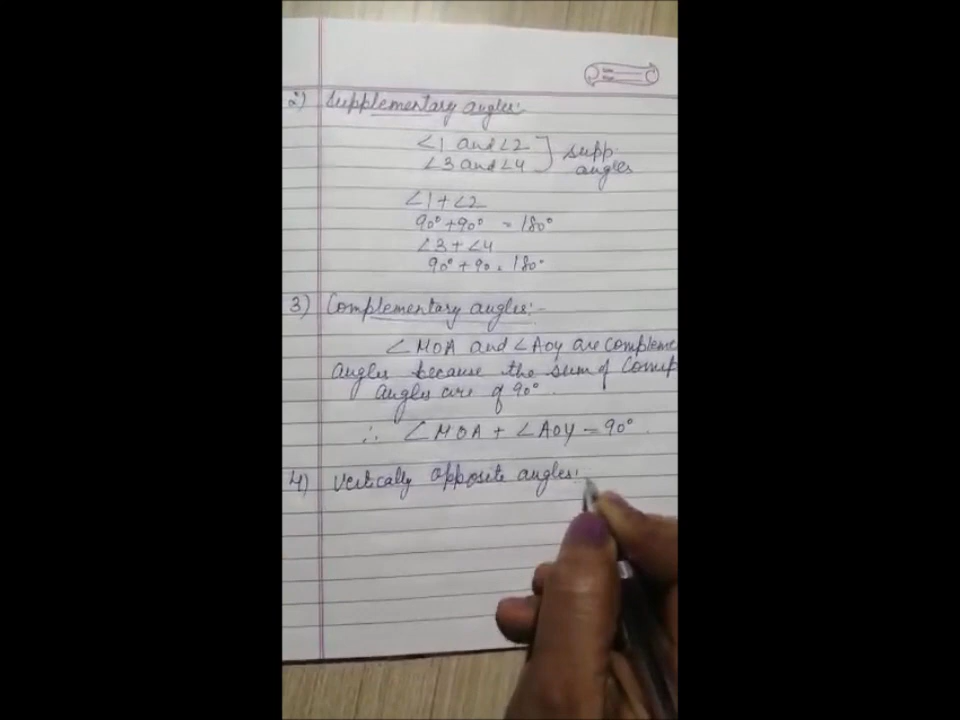 2) Supplementary angles:
∠1 and ∠2 ] supp.
∠3 and ∠4 angles
∠1 + ∠2
90° + 90° = 180°
∠3 + ∠4
90° + 90 = 180°
3) Complementary angles:-
∠MOA and ∠AOY are compleme
angles because the sum of Comp
angles are of 90°.
∴ ∠MOA + ∠AOY = 90°.
4) Vertically opposite angles: